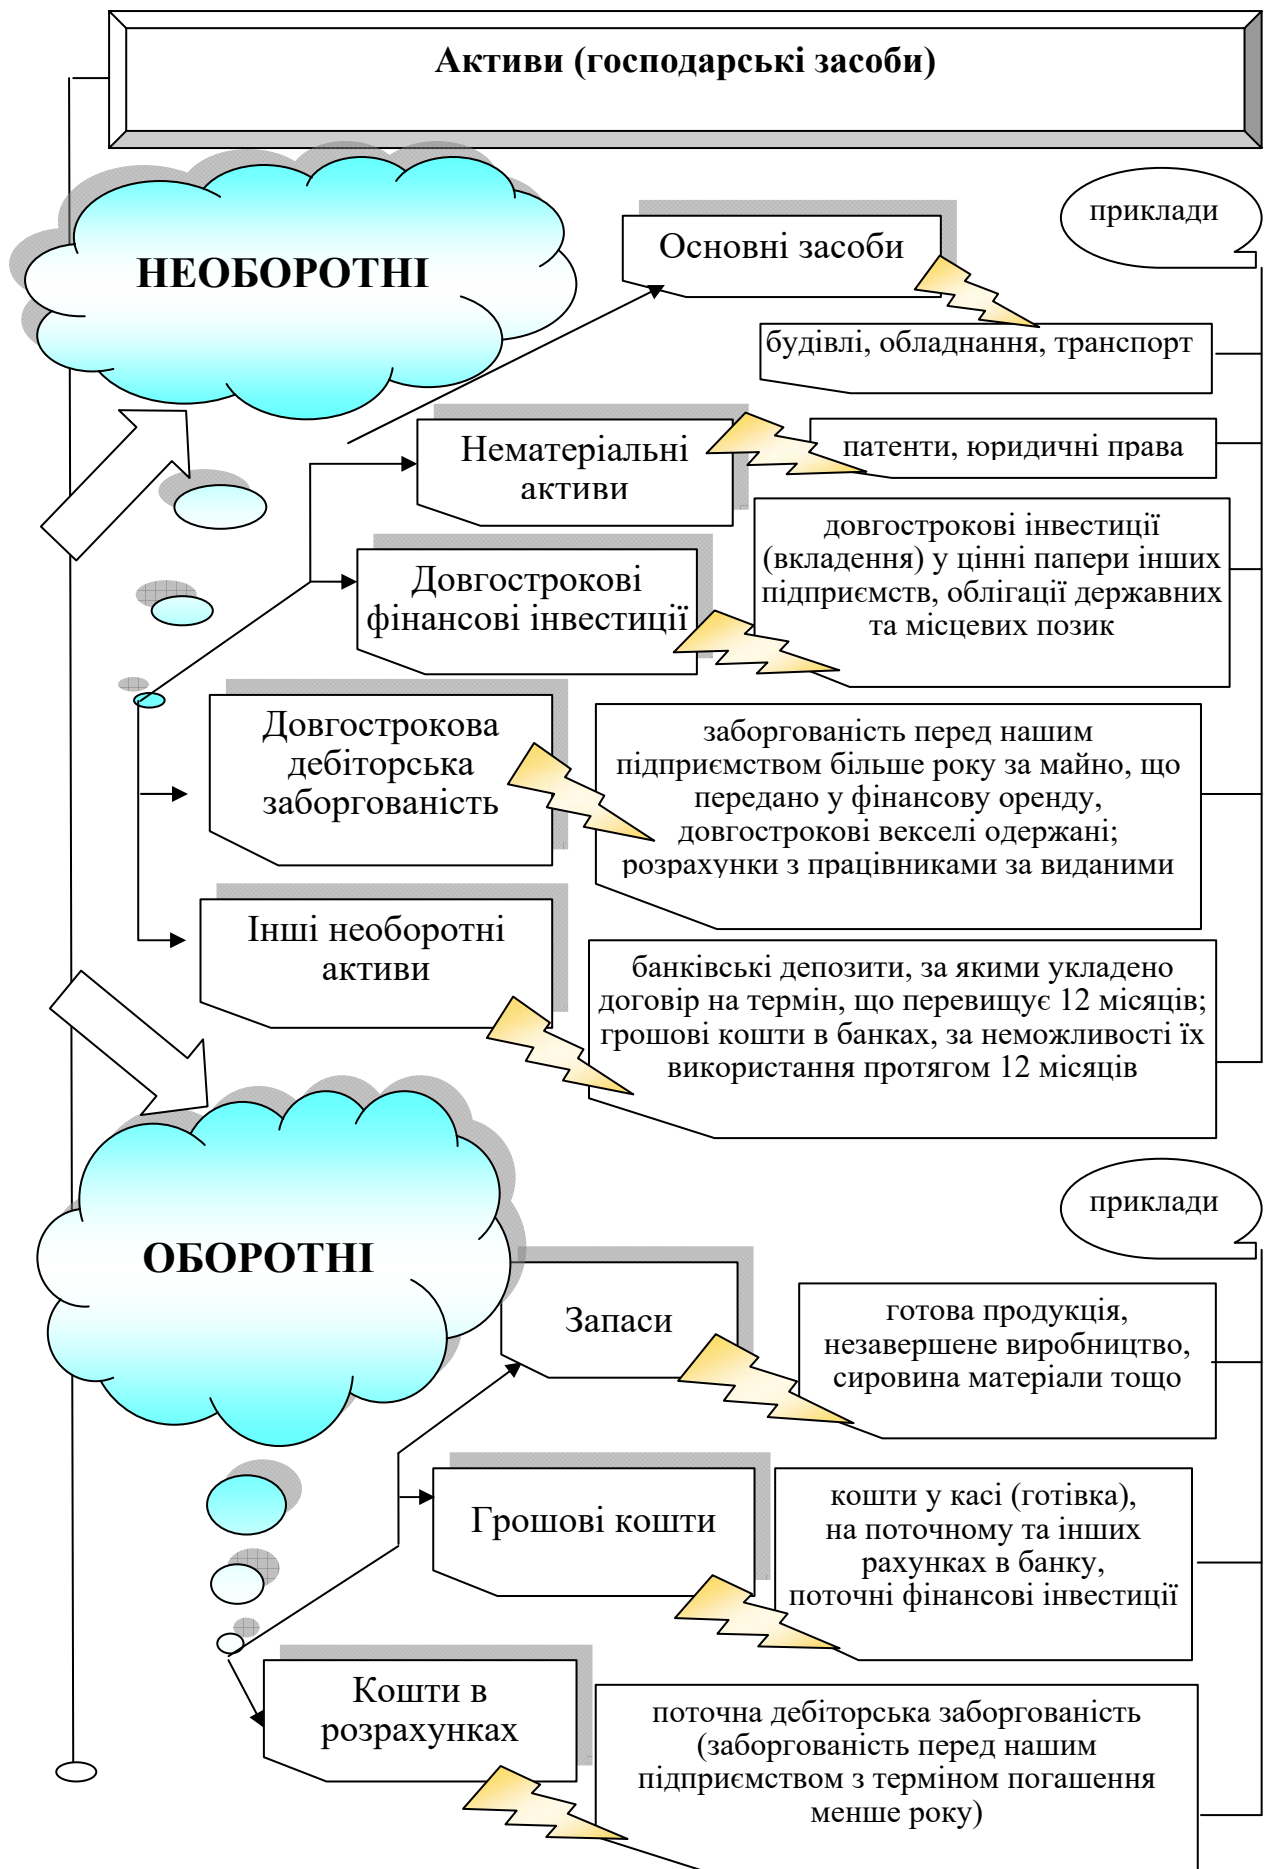 Активи (господарські засоби)
НЕОБОРОТНІ
приклади
Основні засоби
будівлі, обладнання, транспорт
Нематеріальні
активи
патенти, юридичні права
Довгострокові
фінансові інвестиції
довгострокові інвестиції
(вкладення) у цінні папери інших
підприємств, облігації державних
та місцевих позик
Довгострокова
дебіторська
заборгованість
заборгованість перед нашим
підприємством більше року за майно, що
передано у фінансову оренду,
довгострокові векселі одержані;
розрахунки з працівниками за виданими
Інші необоротні
активи
банківські депозити, за якими укладено
договір на термін, що перевищує 12 місяців;
грошові кошти в банках, за неможливості їх
використання протягом 12 місяців
ОБОРОТНІ
приклади
Запаси
готова продукція,
незавершене виробництво,
сировина матеріали тощо
Грошові кошти
кошти у касі (готівка),
на поточному та інших
рахунках в банку,
поточні фінансові інвестиції
Кошти в
розрахунках
поточна дебіторська заборгованість
(заборгованість перед нашим
підприємством з терміном погашення
менше року)